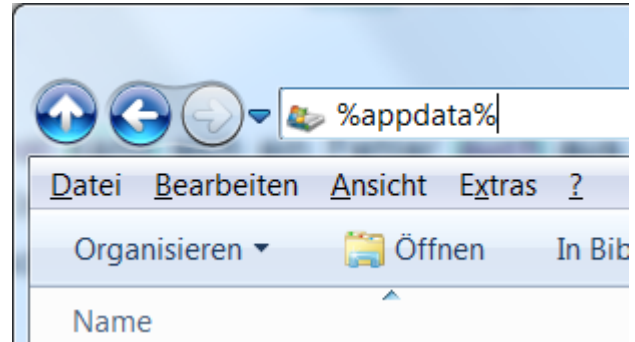 %appdata%
Datei Bearbeiten Ansicht Extras ?
Organisieren Öffnen In Bib
Name